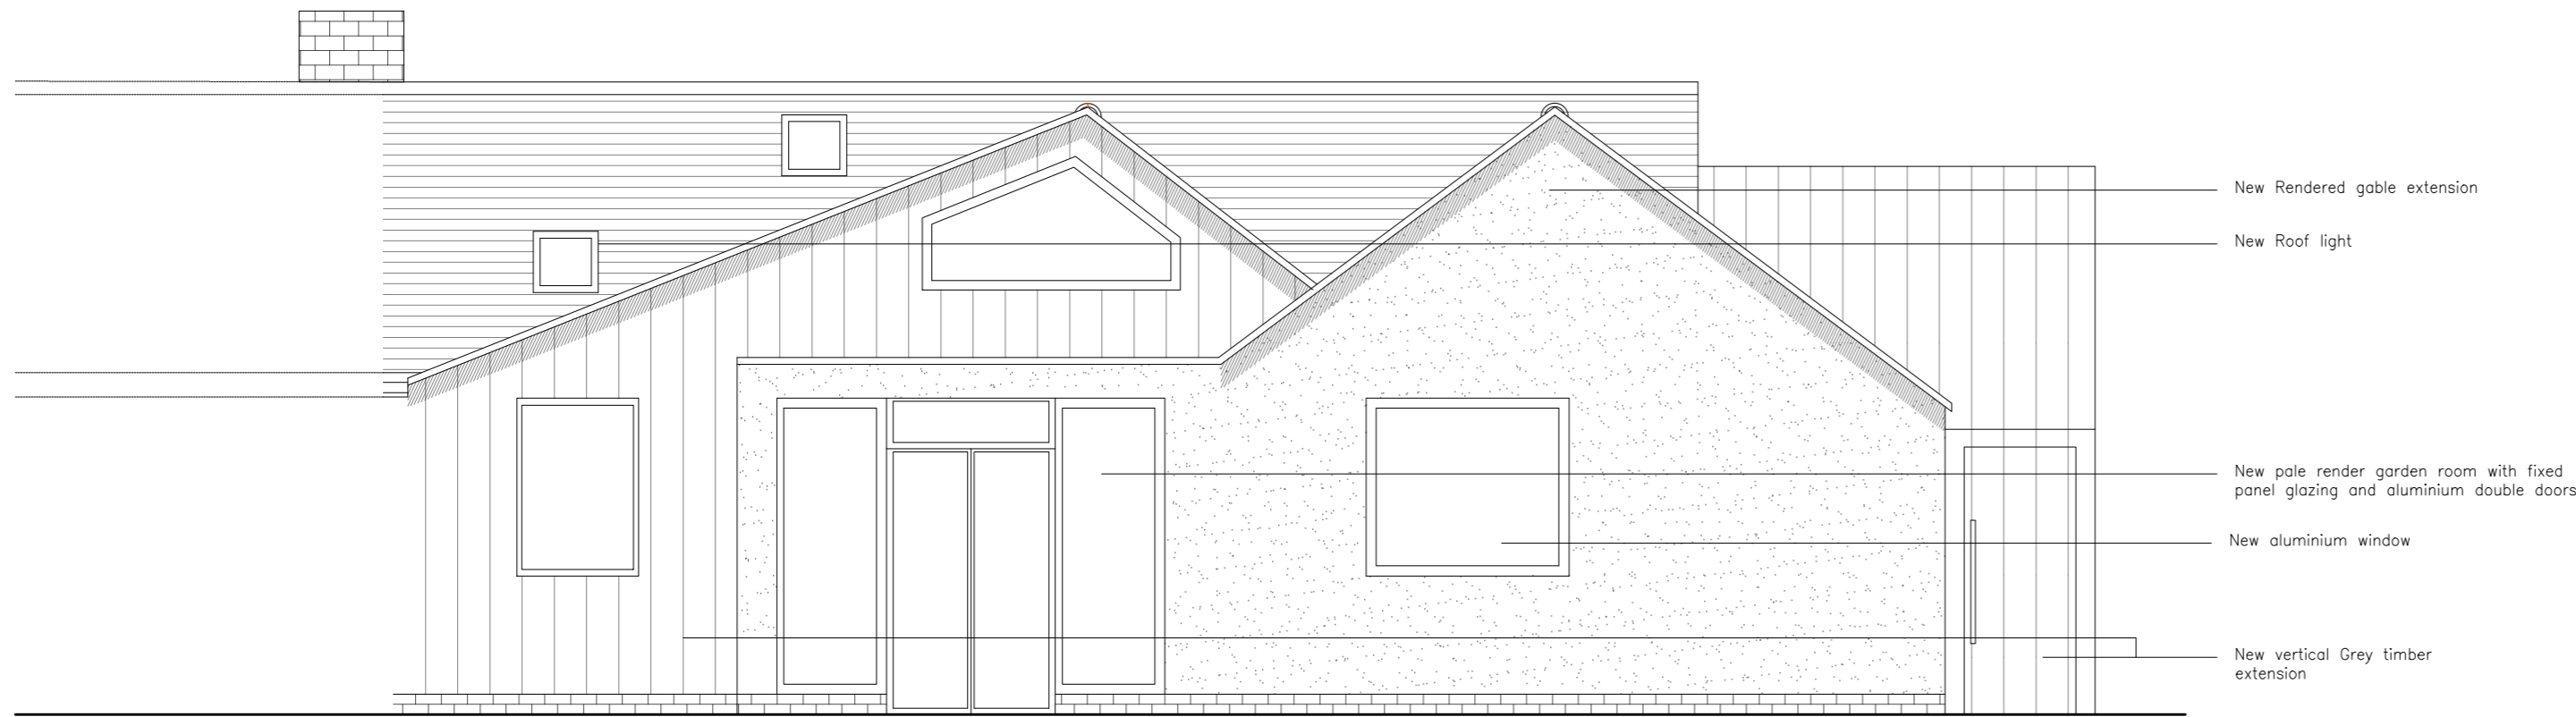 New Rendered gable extension
New Roof light
New pale render garden room with fixed
panel glazing and aluminium double doors
New aluminium window
New vertical Grey timber
extension